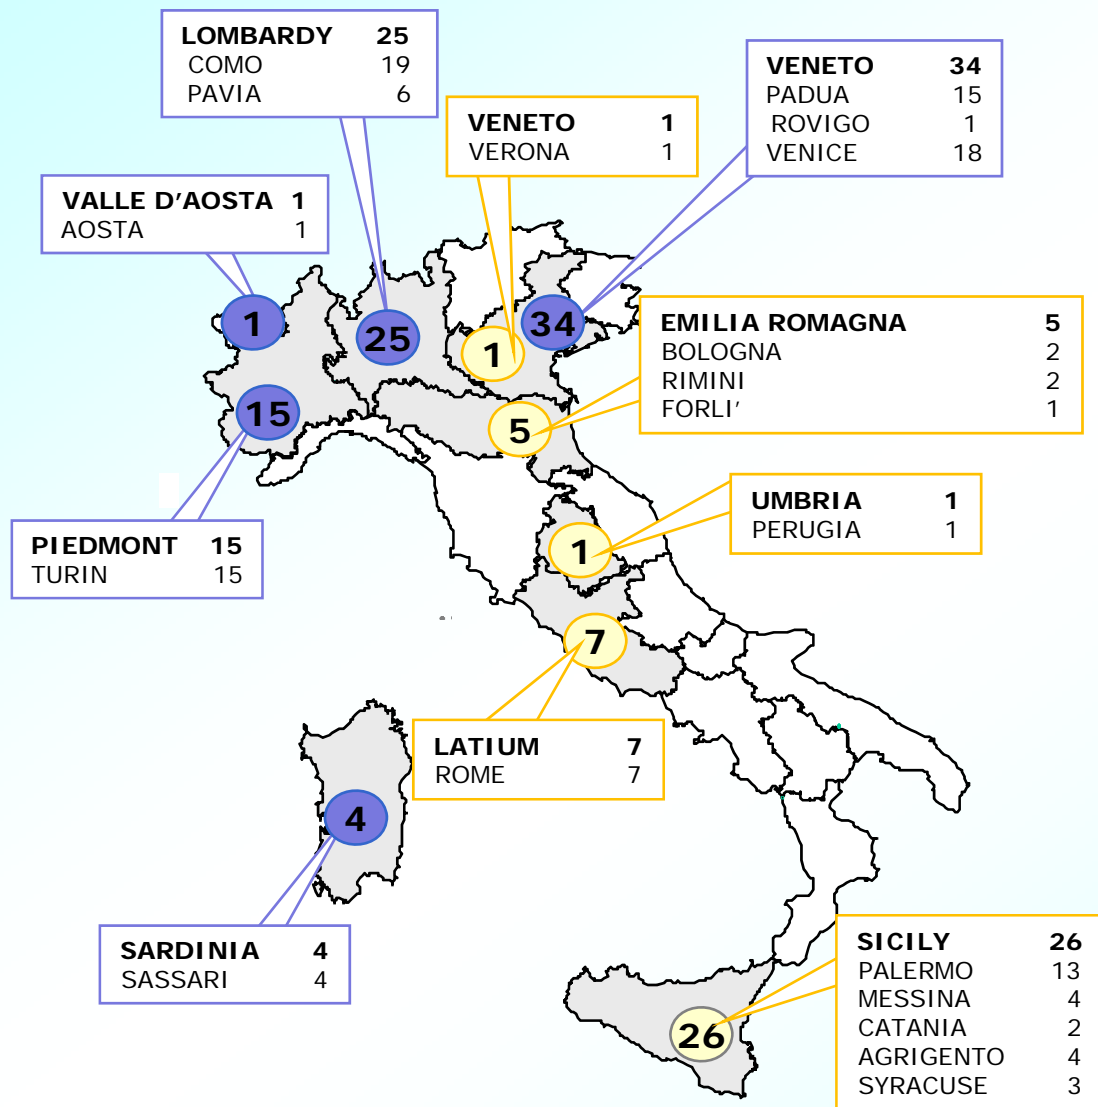 LOMBARDY 25
COMO 19
PAVIA 6
VENETO 34
PADUA 15
ROVIGO 1
VENICE 18
VENETO 1
VERONA 1
VALLE D'AOSTA 1
AOSTA 1
1
25
34
1
EMILIA ROMAGNA 5
BOLOGNA 2
RIMINI 2
FORLI' 1
15
5
UMBRIA 1
PERUGIA 1
PIEDMONT 15
TURIN 15
1
7
LATIUM 7
ROME 7
4
SARDINIA 4
SASSARI 4
SICILY 26
PALERMO 13
MESSINA 4
CATANIA 2
AGRIGENTO 4
SYRACUSE 3
26